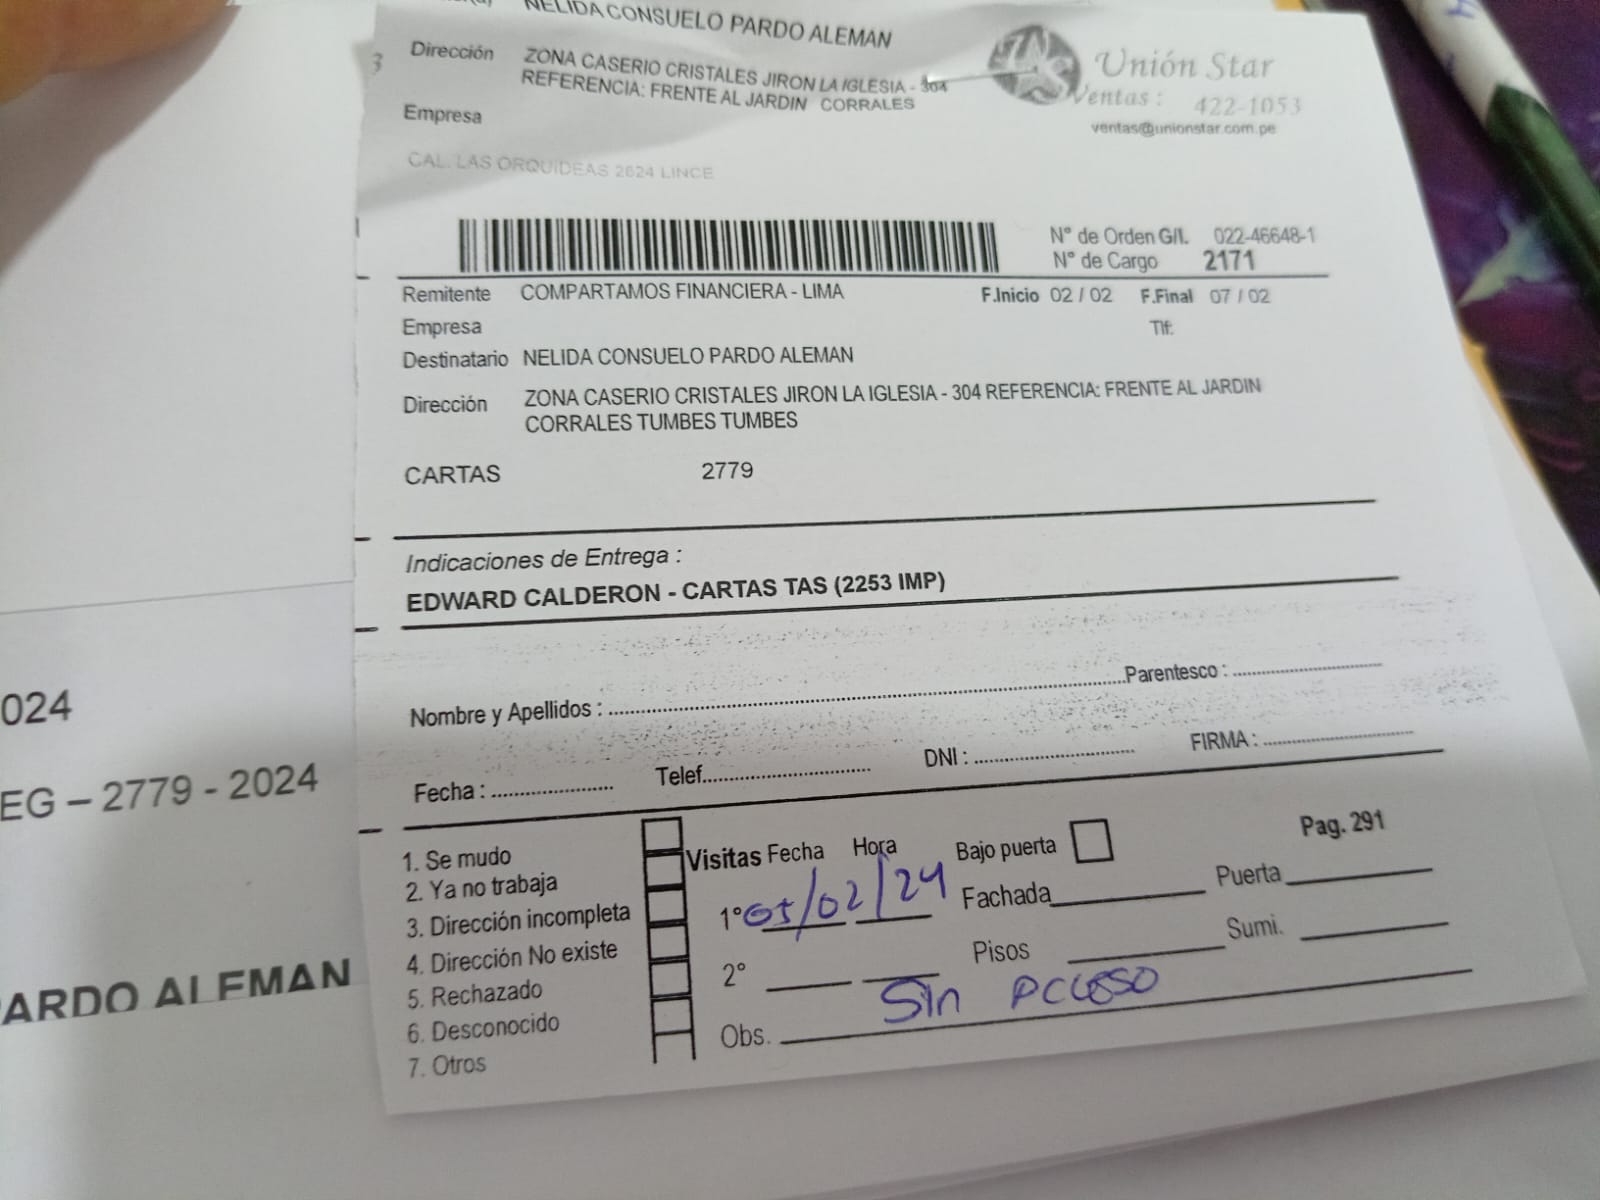 NELIDA CONSUELO PARDO ALEMAN
Dirección ZONA CASERIO CRISTALES JIRON LA IGLESIA - 304
REFERENCIA: FRENTE AL JARDIN CORRALES
Empresa
CAL. LAS ORQUIDEAS 2624 LINCE
Unión Star
Ventas : 422-1053
ventas@unionstar.com.pe
N° de Orden G/I. 022-46648-1
N° de Cargo 2171
Remitente COMPARTAMOS FINANCIERA - LIMA F.Inicio 02 / 02 F.Final 07 / 02
Empresa Tlf:
Destinatario NELIDA CONSUELO PARDO ALEMAN
Dirección ZONA CASERIO CRISTALES JIRON LA IGLESIA - 304 REFERENCIA: FRENTE AL JARDIN
CORRALES TUMBES TUMBES
CARTAS 2779
Indicaciones de Entrega :
EDWARD CALDERON - CARTAS TAS (2253 IMP)
Nombre y Apellidos : Parentesco :
Fecha : Telef. DNI : FIRMA :
1. Se mudo
2. Ya no trabaja
3. Dirección incompleta
4. Dirección No existe
5. Rechazado
6. Desconocido
7. Otros
Visitas Fecha Hora Bajo puerta Pag. 291
1° 05/02/24 Fachada Puerta
2° Pisos Sumi.
Obs. Sin Acceso
024
EG – 2779 - 2024
PARDO ALEMAN